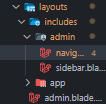 layouts
includes
admin
navig... 4
sidebar.bla...
app
admin.blade....